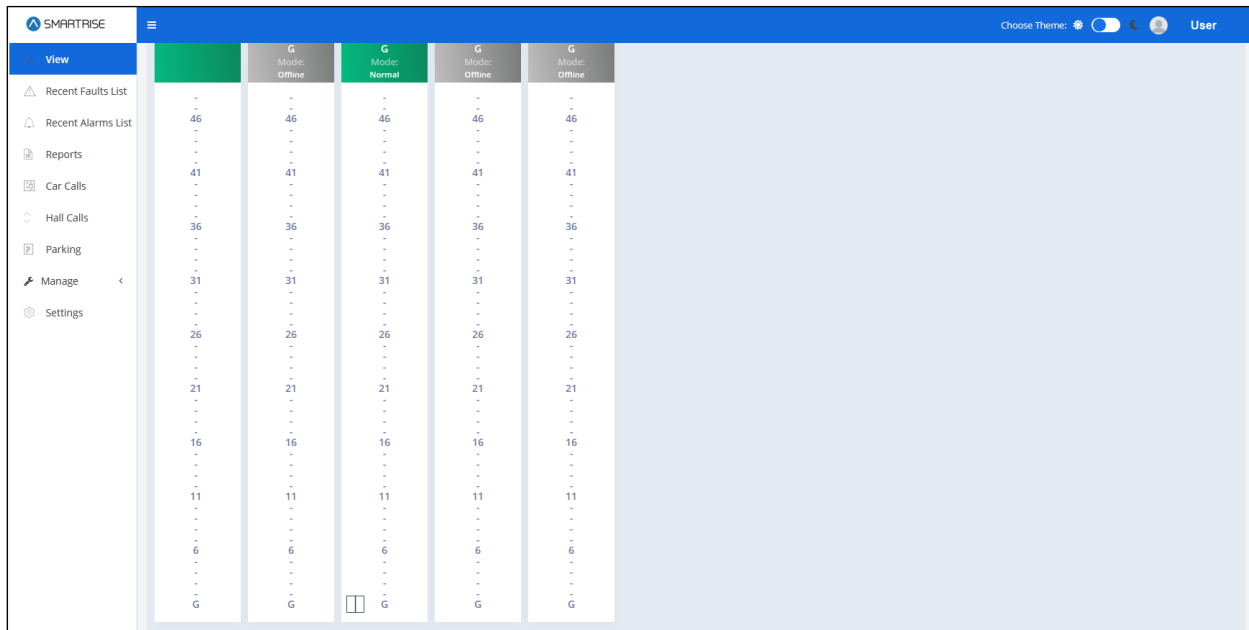 SMARTRISE
Choose Theme:
User
View
Recent Faults List
Recent Alarms List
Reports
Car Calls
Hall Calls
Parking
Manage
Settings
G G G G
Mode: Mode: Mode: Mode:
Offline Normal Offline Offline
- - - - -
- - - - -
46 46 46 46 46
- - - - -
- - - - -
- - - - -
- - - - -
41 41 41 41 41
- - - - -
- - - - -
- - - - -
- - - - -
36 36 36 36 36
- - - - -
- - - - -
- - - - -
- - - - -
31 31 31 31 31
- - - - -
- - - - -
- - - - -
- - - - -
26 26 26 26 26
- - - - -
- - - - -
- - - - -
- - - - -
21 21 21 21 21
- - - - -
- - - - -
- - - - -
- - - - -
16 16 16 16 16
- - - - -
- - - - -
- - - - -
- - - - -
11 11 11 11 11
- - - - -
- - - - -
- - - - -
- - - - -
6 6 6 6 6
- - - - -
- - - - -
- - - - -
- - - - -
G G G G G